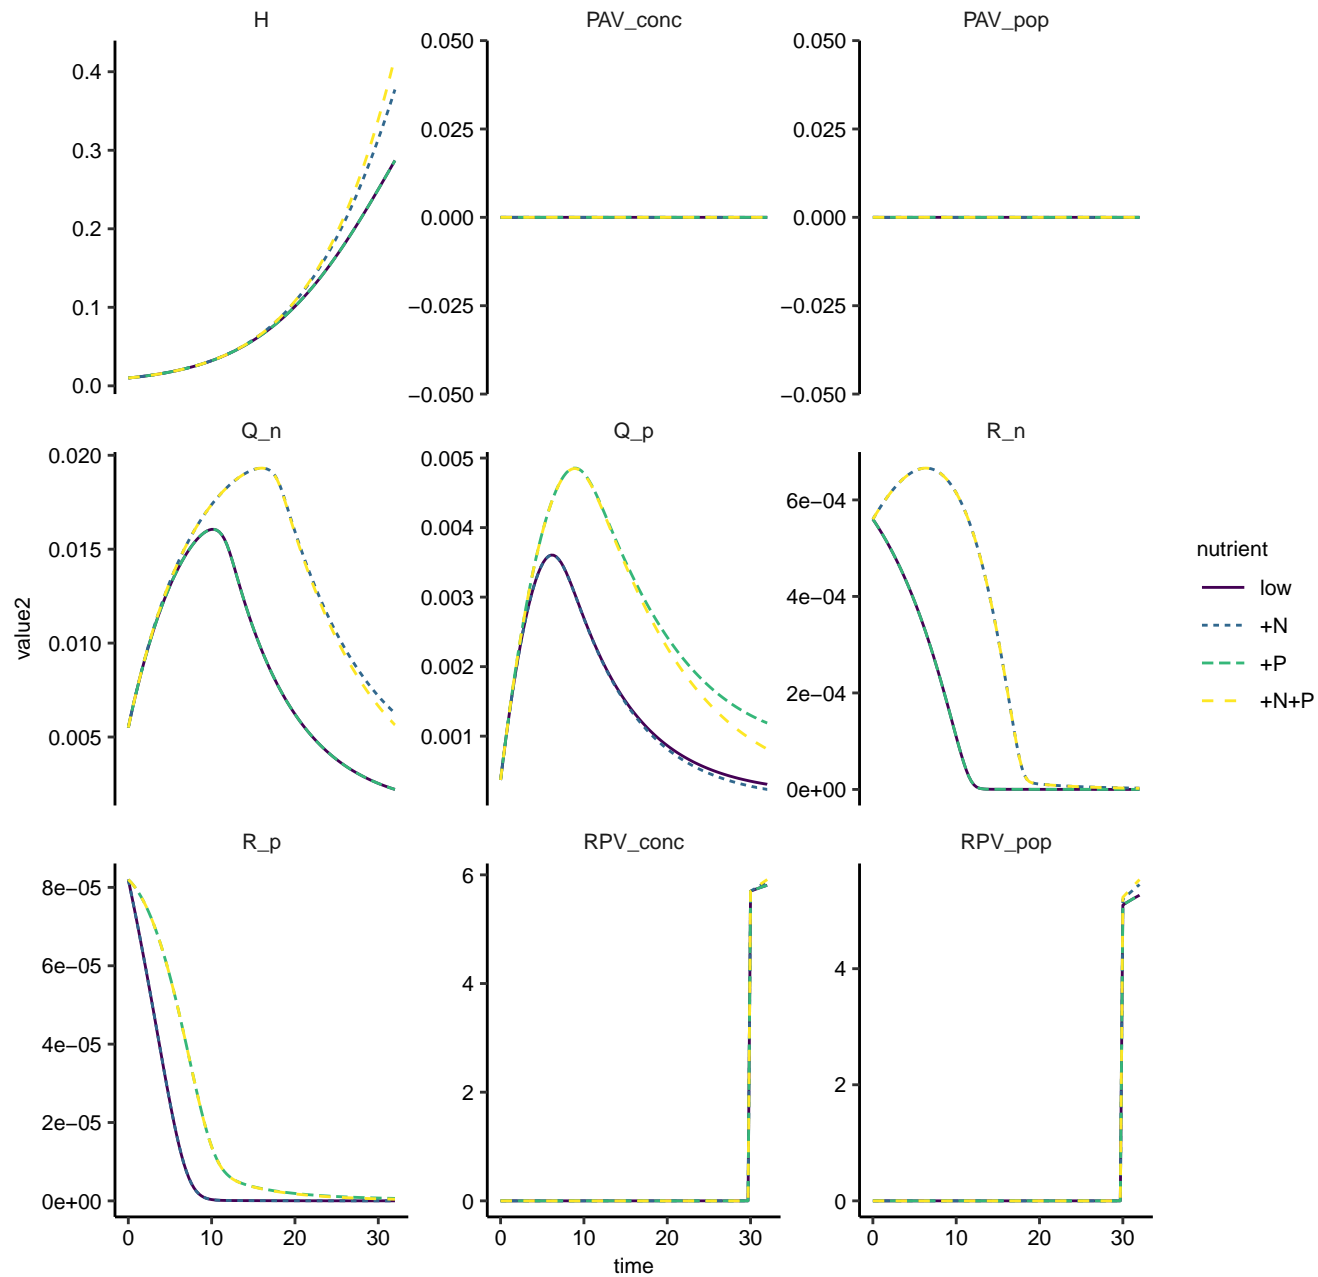 H
PAV_conc
PAV_pop
0.4
0.3
0.2
0.1
0.0
0.050
0.025
0.000
−0.025
−0.050
0.050
0.025
0.000
−0.025
−0.050
Q_n
Q_p
R_n
0.020
0.015
0.010
0.005
0.005
0.004
0.003
0.002
0.001
6e−04
4e−04
2e−04
0e+00
R_p
RPV_conc
RPV_pop
8e−05
6e−05
4e−05
2e−05
0e+00
6
4
2
0
4
2
0
0 10 20 30
0 10 20 30
0 10 20 30
time
value2
nutrient
low
+N
+P
+N+P